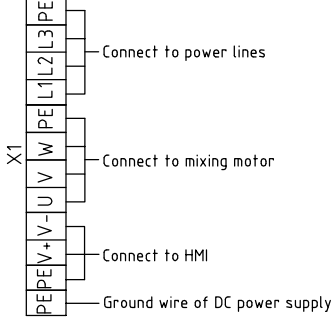 X1
PE
L3
L2
L1
Connect to power lines
PE
W
V
U
Connect to mixing motor
V-
V+
PE
Connect to HMI
PE
Ground wire of DC power supply